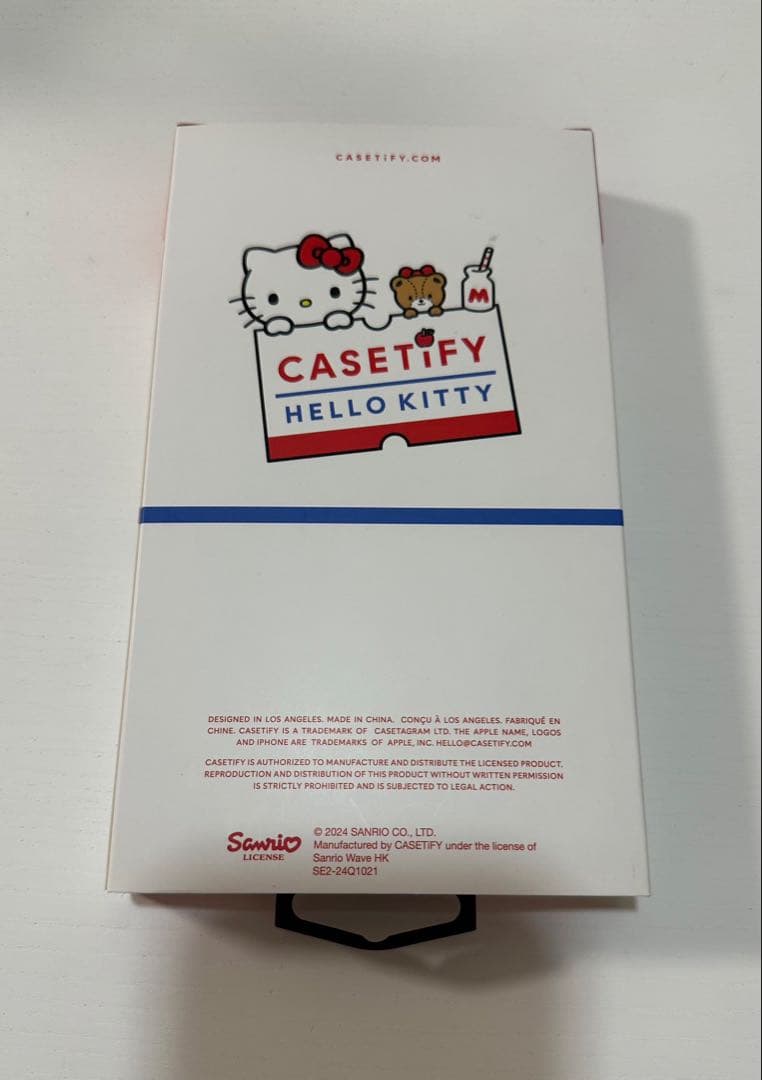 CASETiFY.COM
M
CASETiFY
HELLO KITTY
DESIGNED IN LOS ANGELES. MADE IN CHINA. CONÇU À LOS ANGELES. FABRIQUÉ EN
CHINE. CASETiFY IS A TRADEMARK OF CASETAGRAM LTD. THE APPLE NAME, LOGOS
AND IPHONE ARE TRADEMARKS OF APPLE, INC. HELLO@CASETIFY.COM
CASETiFY IS AUTHORIZED TO MANUFACTURE AND DISTRIBUTE THE LICENSED PRODUCT.
REPRODUCTION AND DISTRIBUTION OF THIS PRODUCT WITHOUT WRITTEN PERMISSION
IS STRICTLY PROHIBITED AND IS SUBJECTED TO LEGAL ACTION.
Sanrio
LICENSE
© 2024 SANRIO CO., LTD.
Manufactured by CASETiFY under the license of
Sanrio Wave HK
SE2-24Q1021